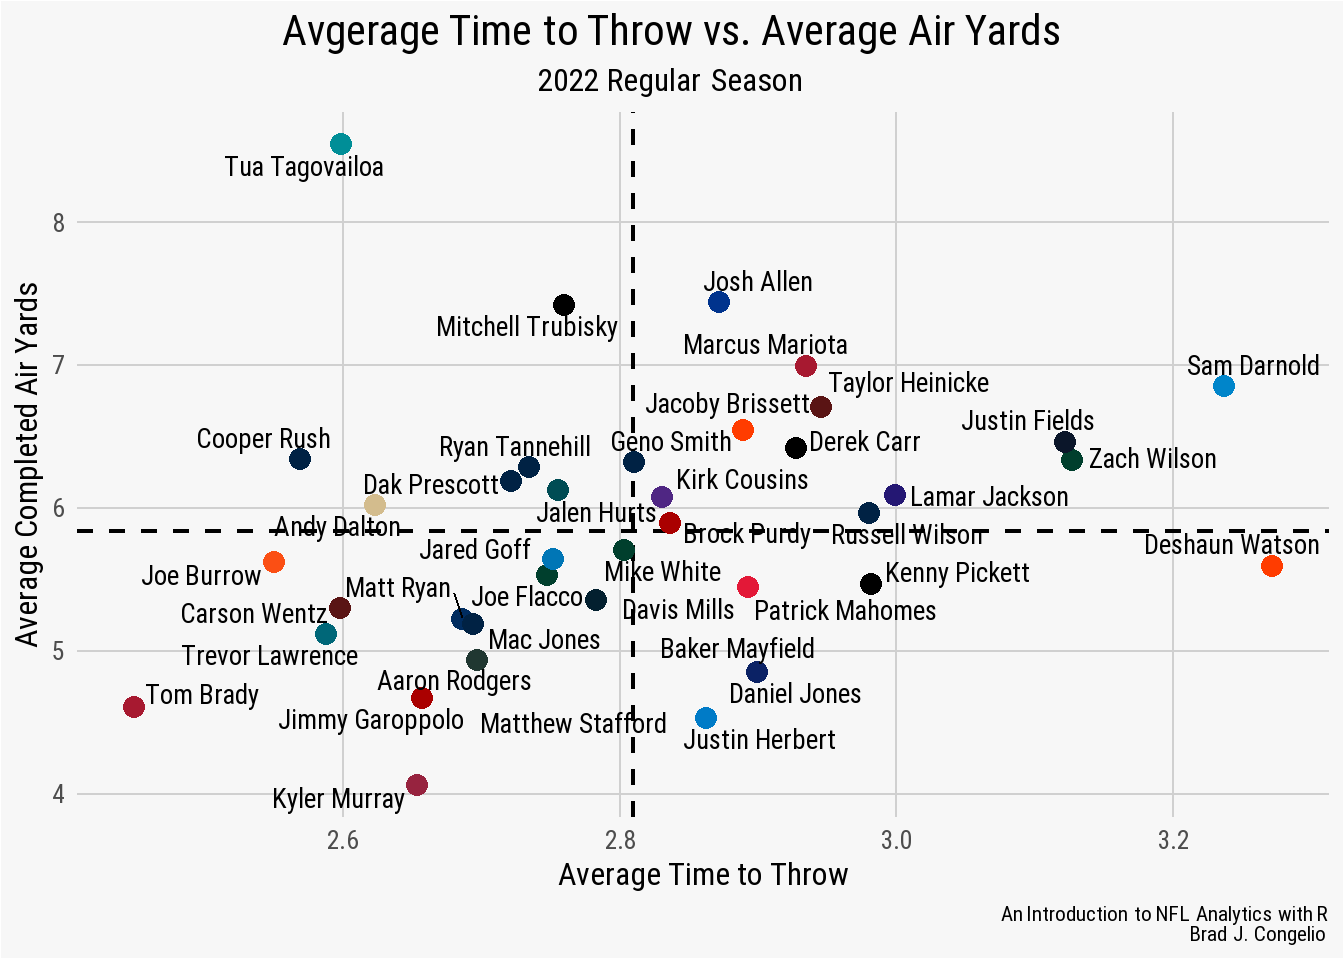 Avgerage Time to Throw vs. Average Air Yards
2022 Regular Season
Tua Tagovailoa
8
Josh Allen
Mitchell Trubisky
Marcus Mariota
7
Sam Darnold
Taylor Heinicke
Jacoby Brissett
Justin Fields
Cooper Rush
Ryan Tannehill
Geno Smith
Derek Carr
Zach Wilson
Dak Prescott
Kirk Cousins
Lamar Jackson
6
Jalen Hurts
Andy Dalton
Brock Purdy
Russell Wilson
Jared Goff
Deshaun Watson
Joe Burrow
Mike White
Kenny Pickett
Matt Ryan
Joe Flacco
Carson Wentz
Davis Mills
Patrick Mahomes
Mac Jones
Trevor Lawrence
5
Baker Mayfield
Aaron Rodgers
Tom Brady
Daniel Jones
Jimmy Garoppolo
Matthew Stafford
Justin Herbert
Kyler Murray
4
Average Completed Air Yards
2.6
2.8
3.0
3.2
Average Time to Throw
An Introduction to NFL Analytics with R
Brad J. Congelio